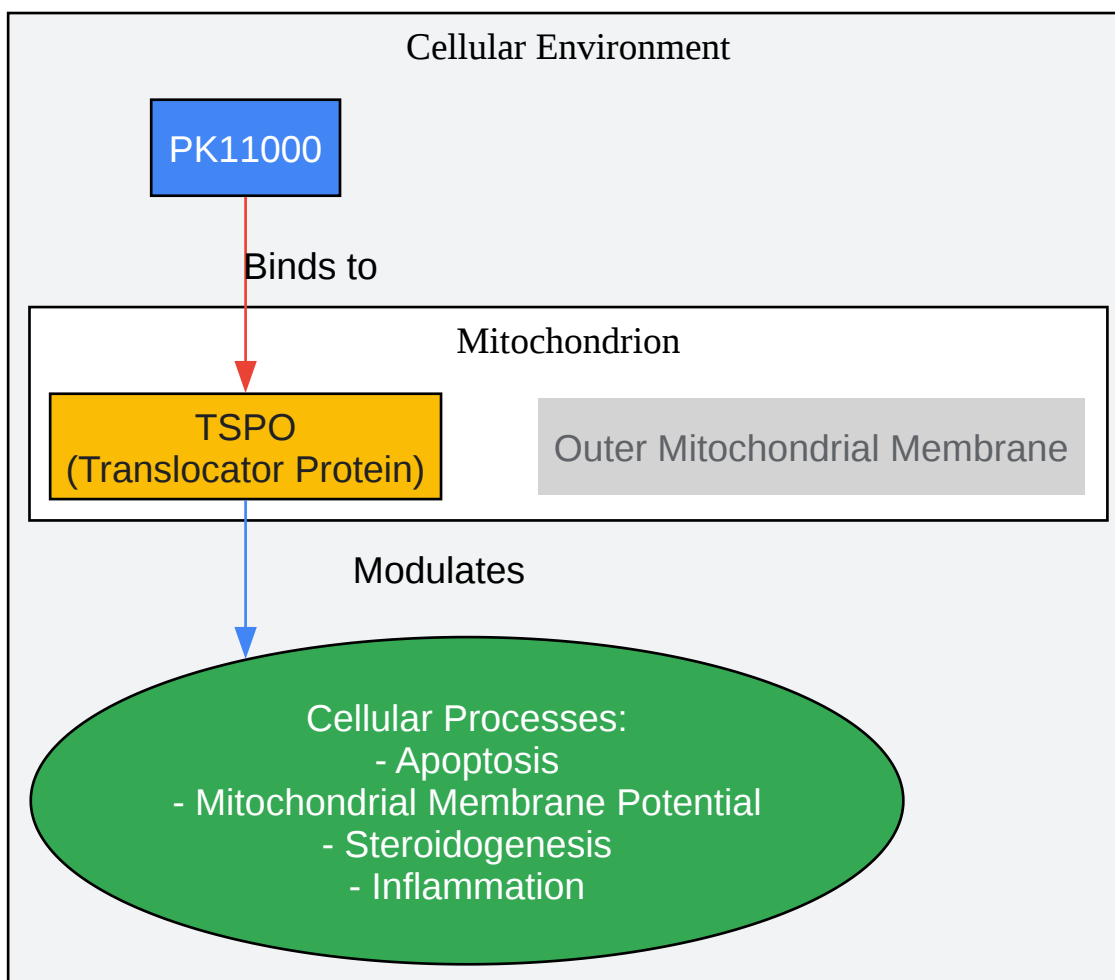 Cellular Environment
PK11000
Binds to
Mitochondrion
TSPO
(Translocator Protein)
Outer Mitochondrial Membrane
Modulates
Cellular Processes:
- Apoptosis
- Mitochondrial Membrane Potential
- Steroidogenesis
- Inflammation